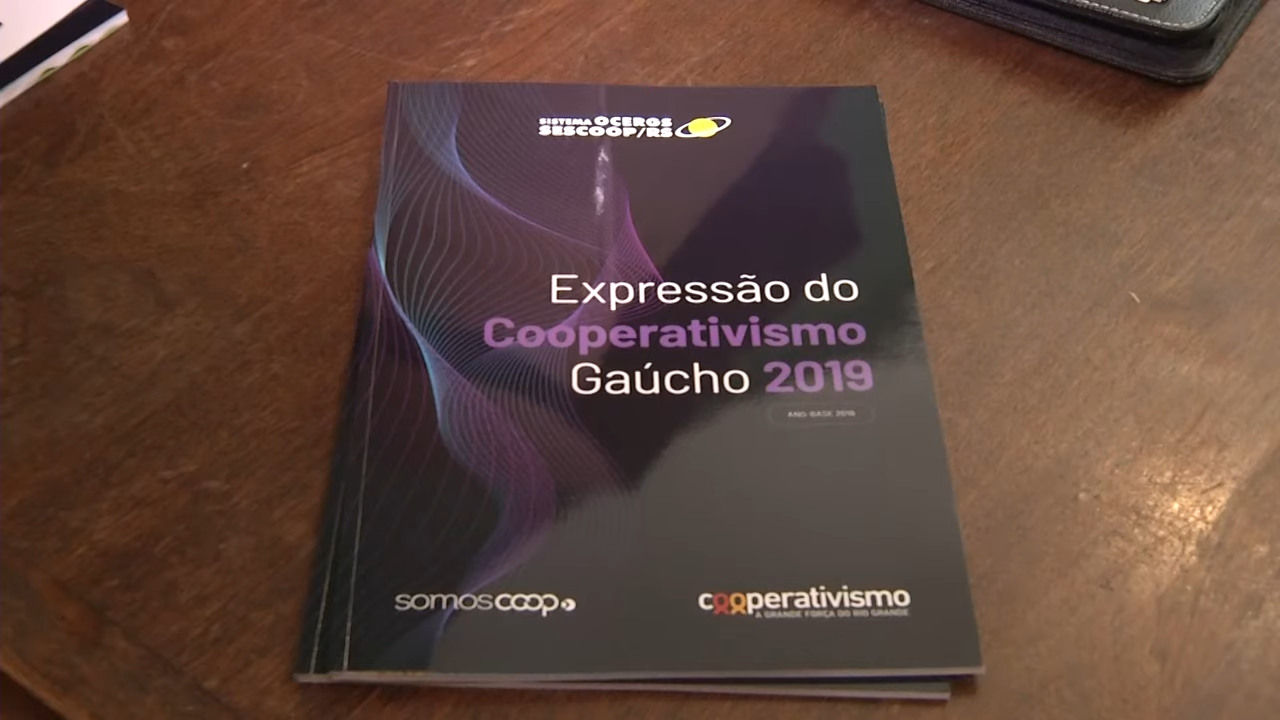 SISTEMA OCERGS
SESCOOP/RS
Expressão do
Cooperativismo
Gaúcho 2019
ANO-BASE 2018
somoscoop
cooperativismo
A GRANDE FORÇA DO RIO GRANDE